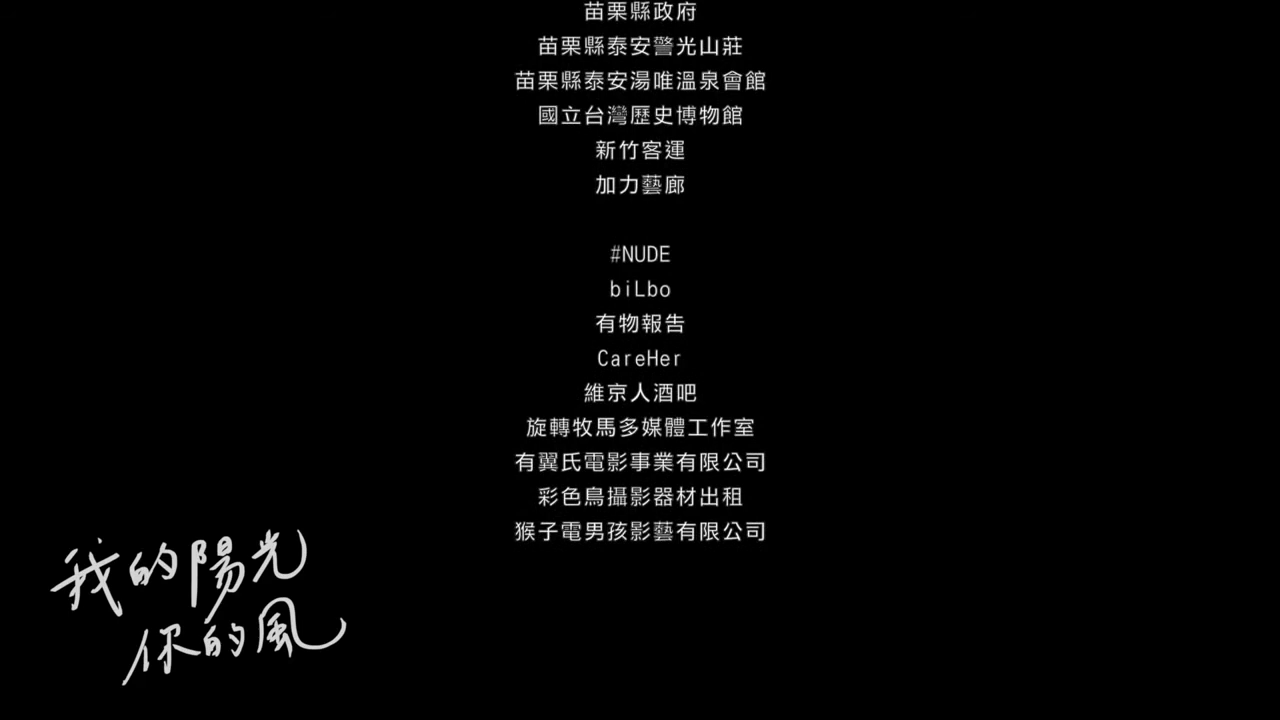 苗栗縣政府
苗栗縣泰安警光山莊
苗栗縣泰安湯唯溫泉會館
國立台灣歷史博物館
新竹客運
加力藝廊
#NUDE
biLbo
有物報告
CareHer
維京人酒吧
旋轉牧馬多媒體工作室
有翼氏電影事業有限公司
彩色鳥攝影器材出租
猴子電男孩影藝有限公司
我的陽光
你的風